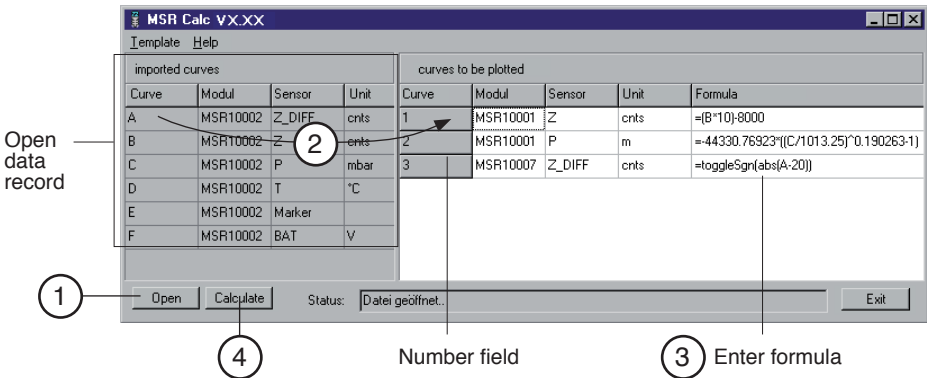 MSR Calc VX.XX
Template Help
imported curves
Curve Modul Sensor Unit
A MSR10002 Z_DIFF cnts
B MSR10002 Z cnts
C MSR10002 P mbar
D MSR10002 T °C
E MSR10002 Marker
F MSR10002 BAT V
curves to be plotted
Curve Modul Sensor Unit Formula
1 MSR10001 Z cnts =(B*10)-8000
2 MSR10001 P m =-44330.76923*((C/1013.25)^0.190263-1)
3 MSR10007 Z_DIFF cnts =toggleSgn(abs(A-20))
2
Open
data
record
1
Open Calculate Status: Datei geöffnet.. Exit
4
Number field
3 Enter formula